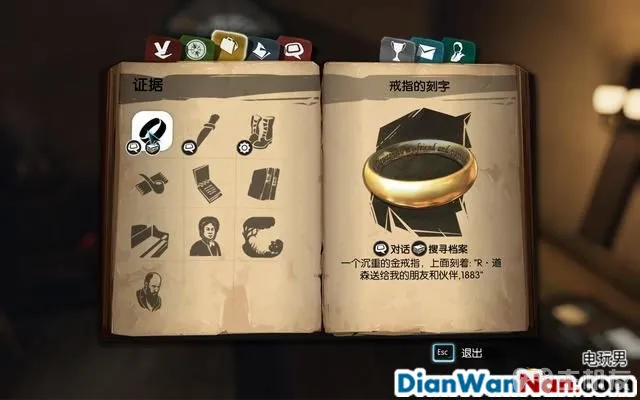 证据
戒指的刻字
friend and
对话 搜寻档案
一个沉重的金戒指，上面刻着："R·道
森送给我的朋友和伙伴,1883"
Esc 退出
电玩男
DianWanNan.com